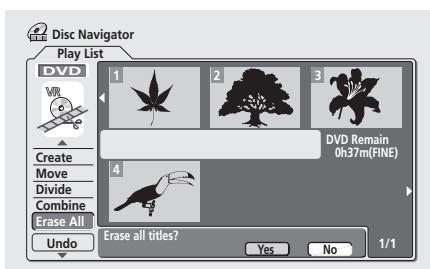 Disc Navigator
Play List
DVD
VR
1
2
3
DVD Remain
0h37m(FINE)
4
Create
Move
Divide
Combine
Erase All
Undo
Erase all titles?
Yes
No
1/1